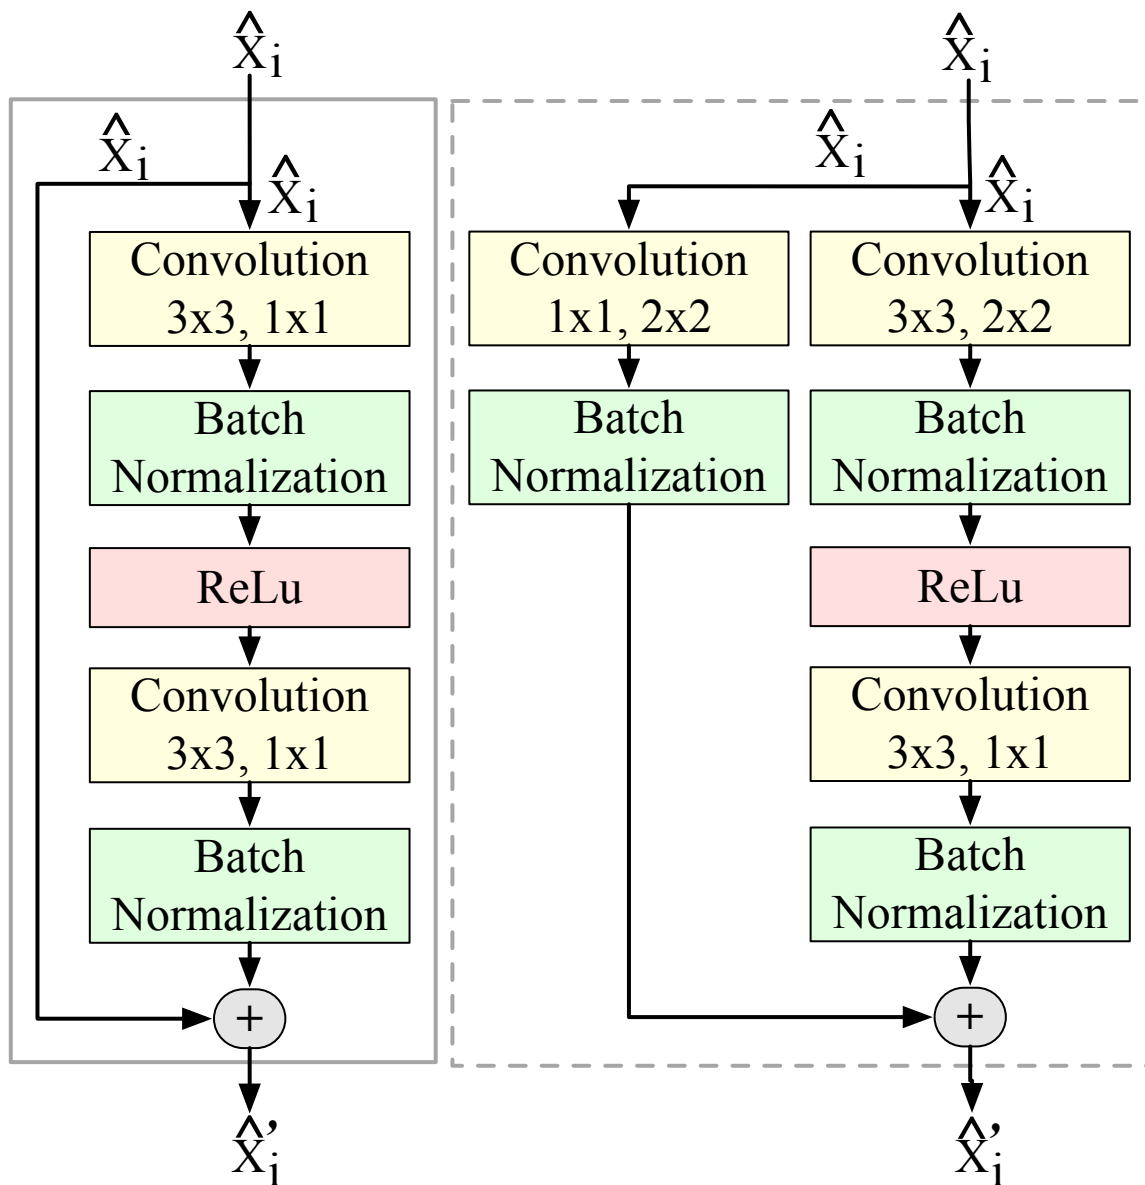 X̂i
X̂i
X̂i
Convolution
3x3, 1x1
Batch
Normalization
ReLu
Convolution
3x3, 1x1
Batch
Normalization
+
X̂i'
X̂i
X̂i
X̂i
Convolution
1x1, 2x2
Batch
Normalization
Convolution
3x3, 2x2
Batch
Normalization
ReLu
Convolution
3x3, 1x1
Batch
Normalization
+
X̂i'